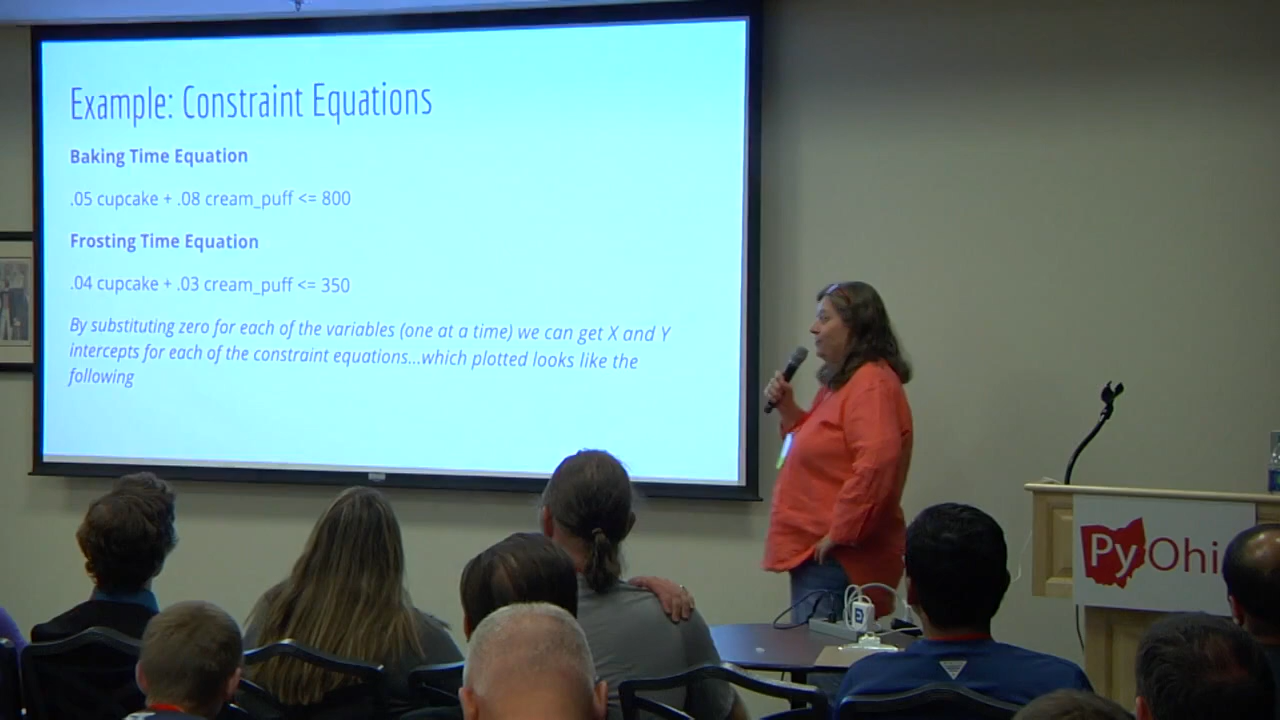 Example: Constraint Equations
Baking Time Equation
.05 cupcake + .08 cream_puff <= 800
Frosting Time Equation
.04 cupcake + .03 cream_puff <= 350
By substituting zero for each of the variables (one at a time) we can get X and Y
intercepts for each of the constraint equations...which plotted looks like the
following
PyOhi